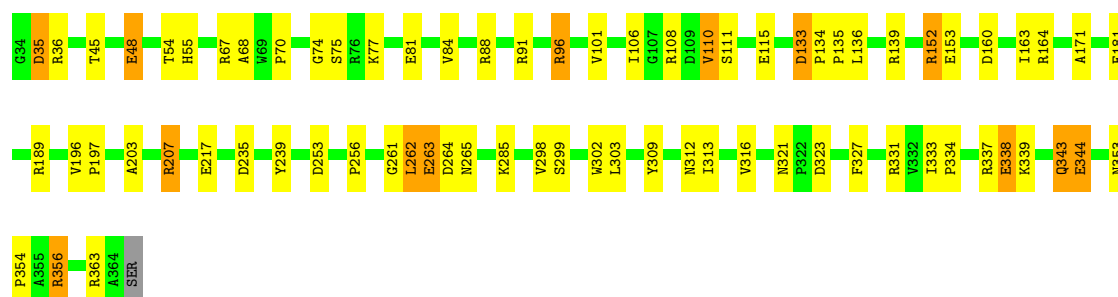 G34 D35 R36 T45 E48 T54 H55 R67 A68 W69 P70 G74 S75 R76 K77 E81 V84 R88 R91 R96 V101 I106 G107 R108 D109 V110 S111 E115 D133 P134 P135 L136 R139 R152 E153 D160 I163 R164 A171
R189 V196 P197 A203 R207 E217 D235 Y239 D253 P256 G261 L262 E263 D264 N265 K285 V298 S299 W302 L303 Y309 N312 I313 V316 N321 P322 D323 F327 R331 V332 I333 P334 R337 E338 K339 Q343 E344 N353
P354 A355 R356 R363 A364 SER